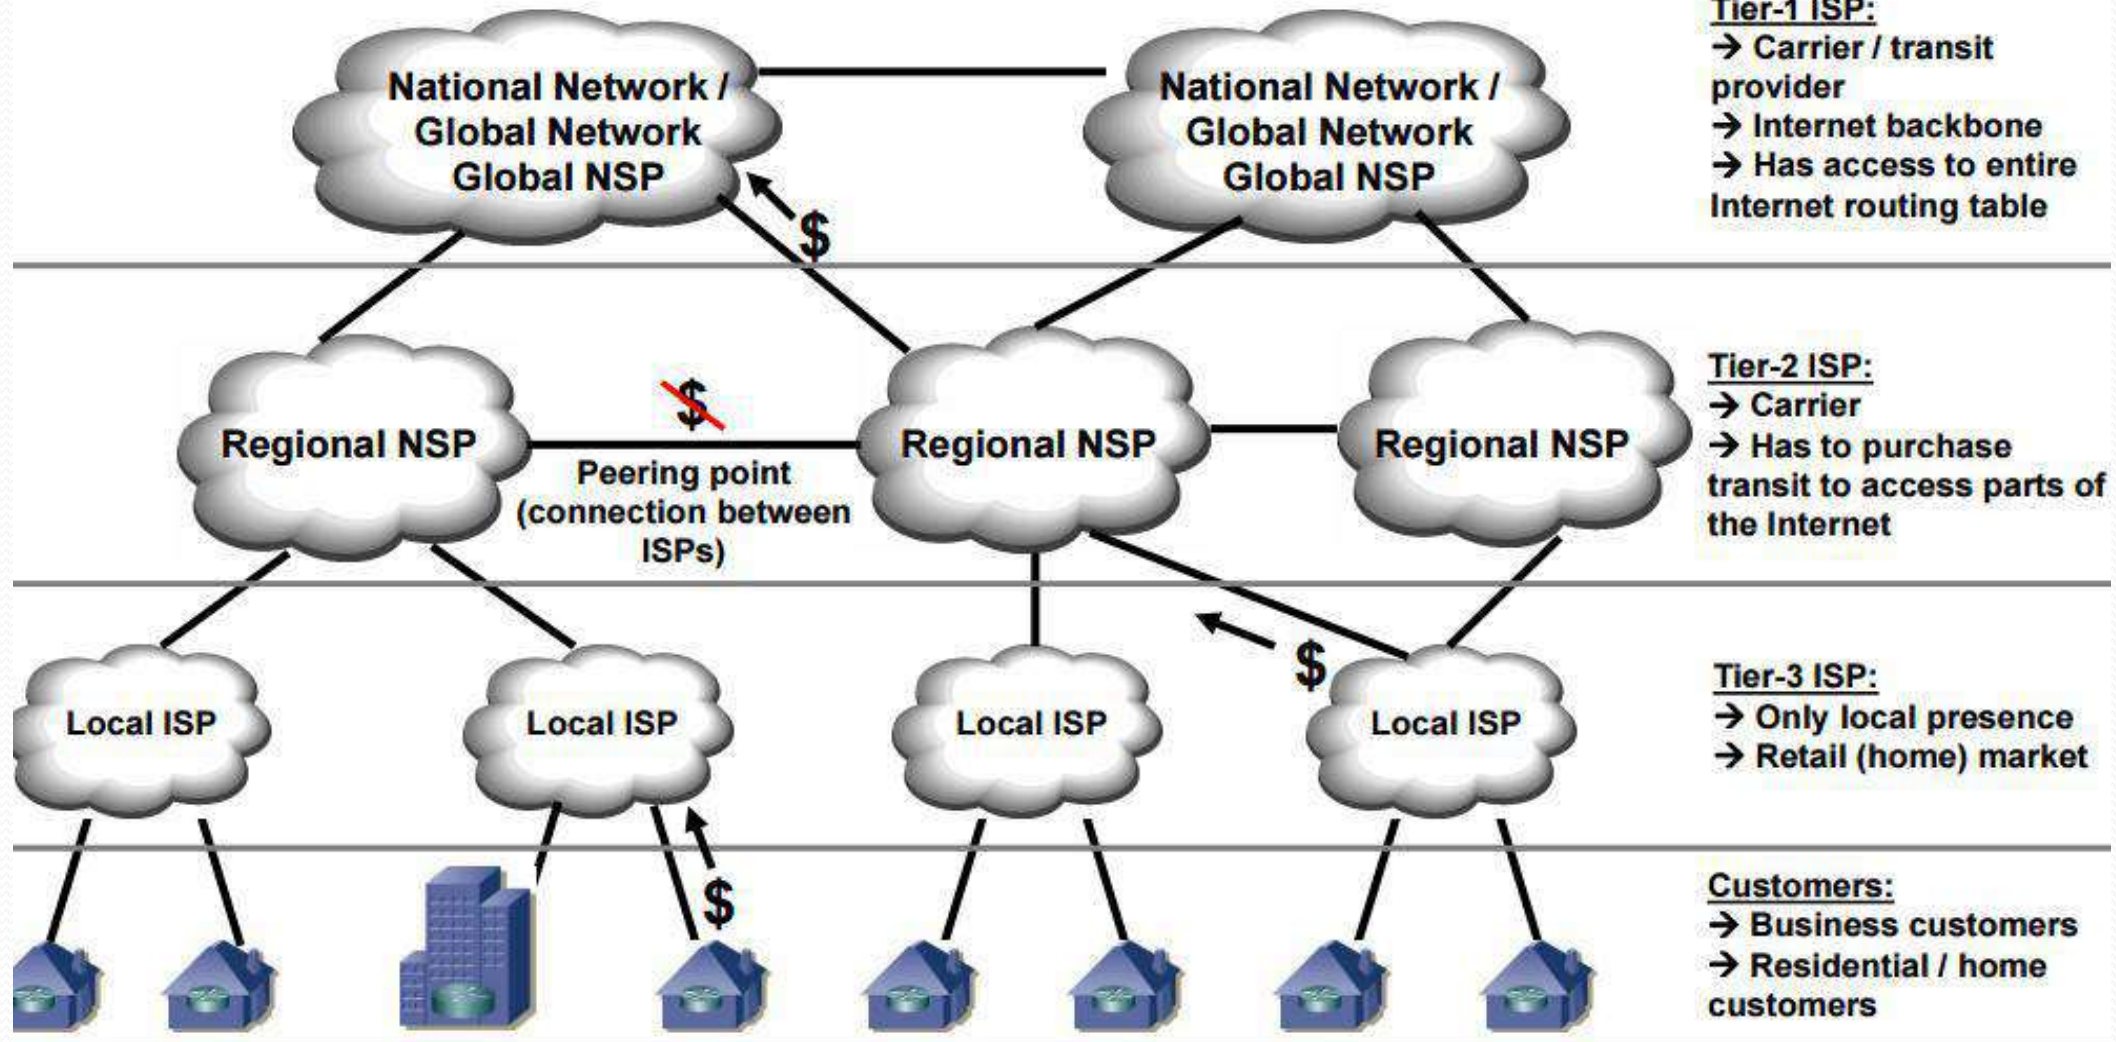 National Network /
Global Network
Global NSP
National Network /
Global Network
Global NSP
Tier-1 ISP:
→ Carrier / transit
provider
→ Internet backbone
→ Has access to entire
Internet routing table
$
Regional NSP
$
Peering point
(connection between
ISPs)
Regional NSP
Regional NSP
Tier-2 ISP:
→ Carrier
→ Has to purchase
transit to access parts of
the Internet
Local ISP
Local ISP
Local ISP
$
Local ISP
Tier-3 ISP:
→ Only local presence
→ Retail (home) market
$
Customers:
→ Business customers
→ Residential / home
customers